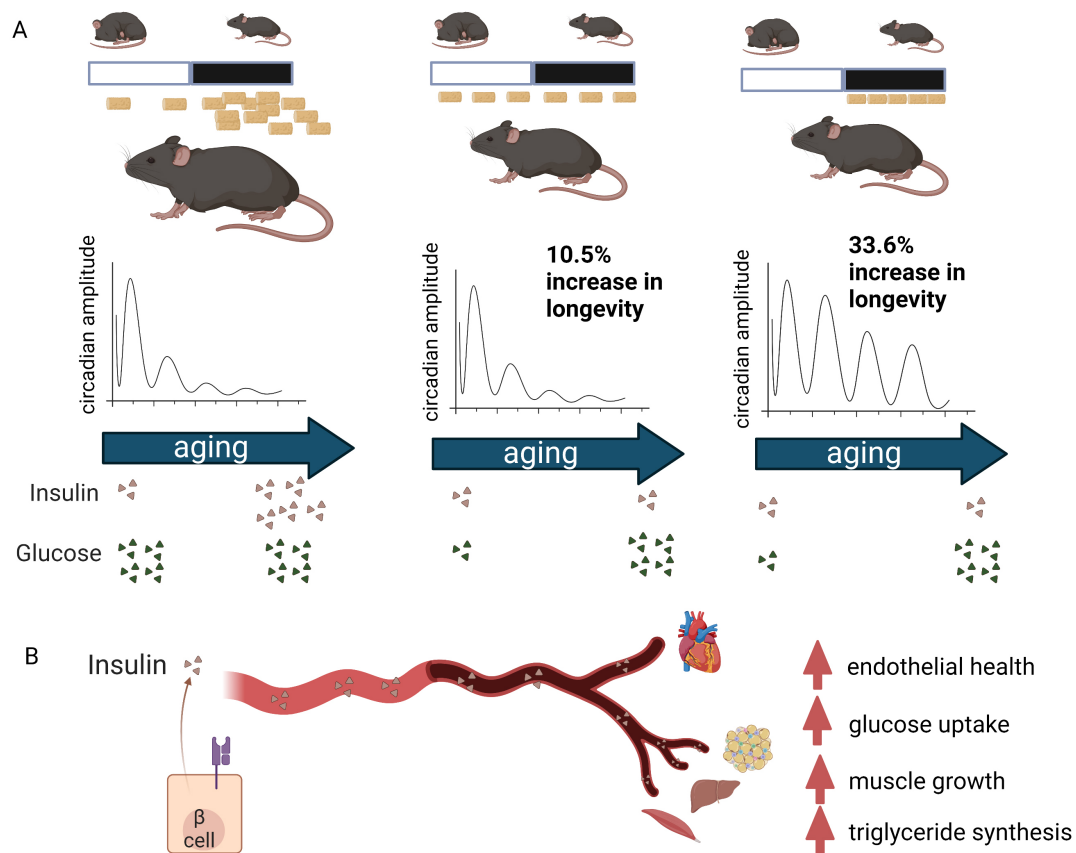 A
circadian amplitude
aging
10.5%
increase in
longevity
circadian amplitude
aging
33.6%
increase in
longevity
circadian amplitude
aging
Insulin
Glucose
B
Insulin
β
cell
endothelial health
glucose uptake
muscle growth
triglyceride synthesis